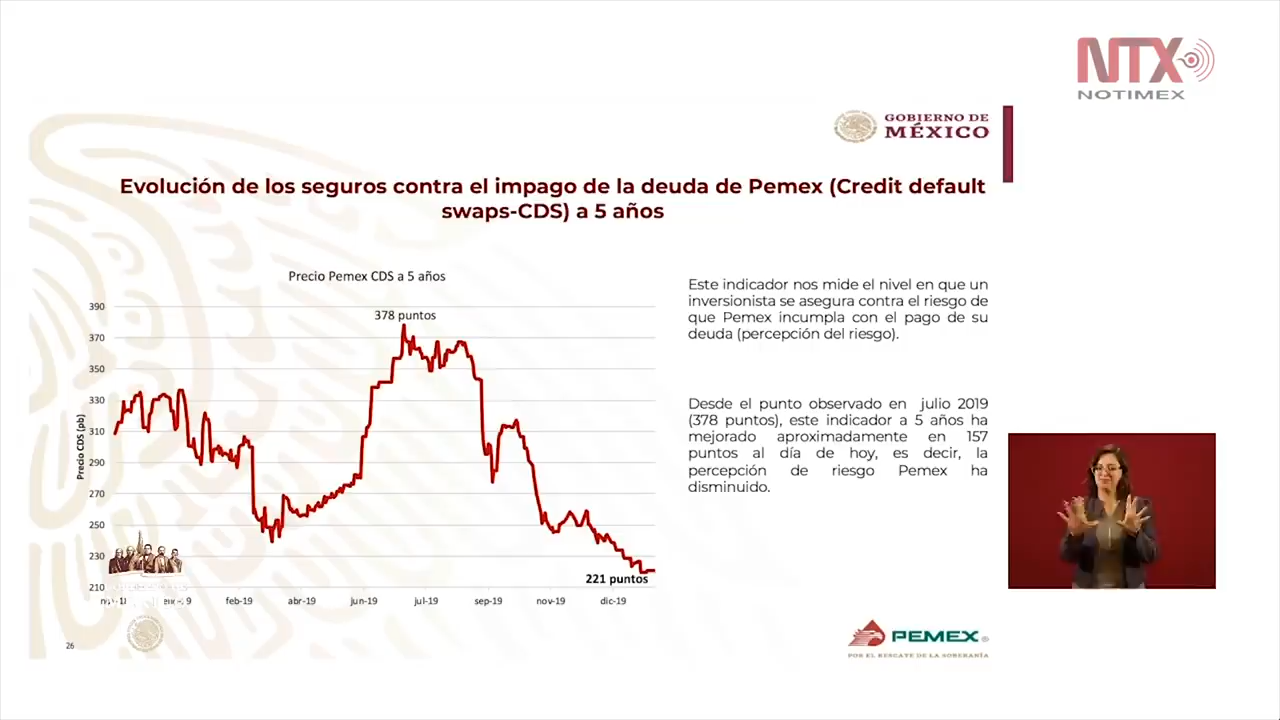 NTX
NOTIMEX
GOBIERNO DE
MÉXICO
Evolución de los seguros contra el impago de la deuda de Pemex (Credit default
swaps-CDS) a 5 años
Precio Pemex CDS a 5 años
378 puntos
390
370
350
330
310
290
270
250
230
210
Precio CDS (pb)
221 puntos
feb-19 abr-19 jun-19 jul-19 sep-19 nov-19 dic-19
Este indicador nos mide el nivel en que un
inversionista se asegura contra el riesgo de
que Pemex incumpla con el pago de su
deuda (percepción del riesgo).
Desde el punto observado en julio 2019
(378 puntos), este indicador a 5 años ha
mejorado aproximadamente en 157
puntos al día de hoy, es decir, la
percepción de riesgo Pemex ha
disminuido.
26
PEMEX
POR EL RESCATE DE LA SOBERANÍA